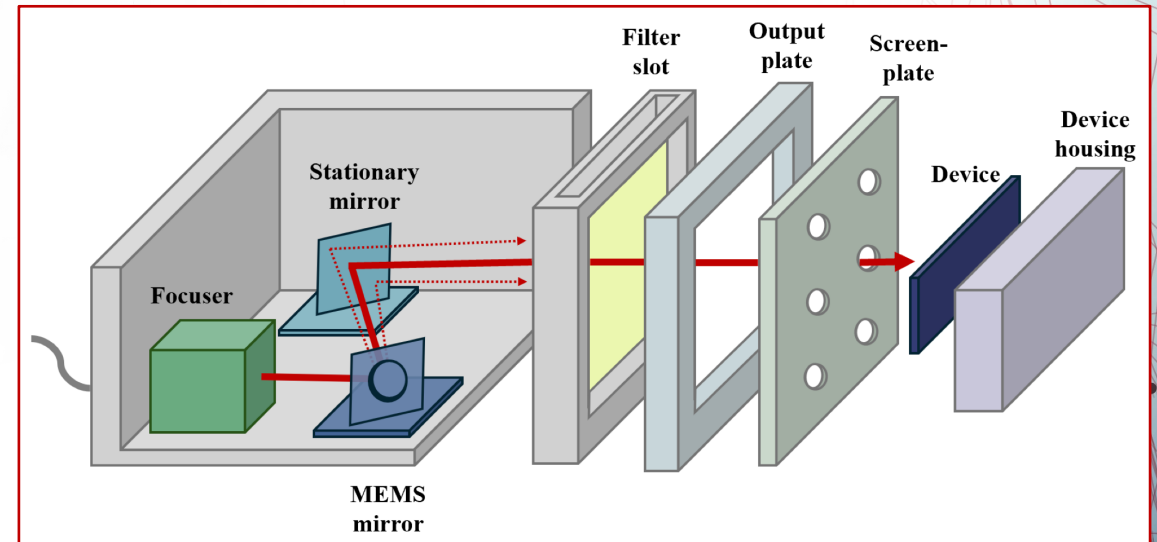 Filter
slot
Output
plate
Screen-
plate
Device
housing
Device
Stationary
mirror
Focuser
MEMS
mirror